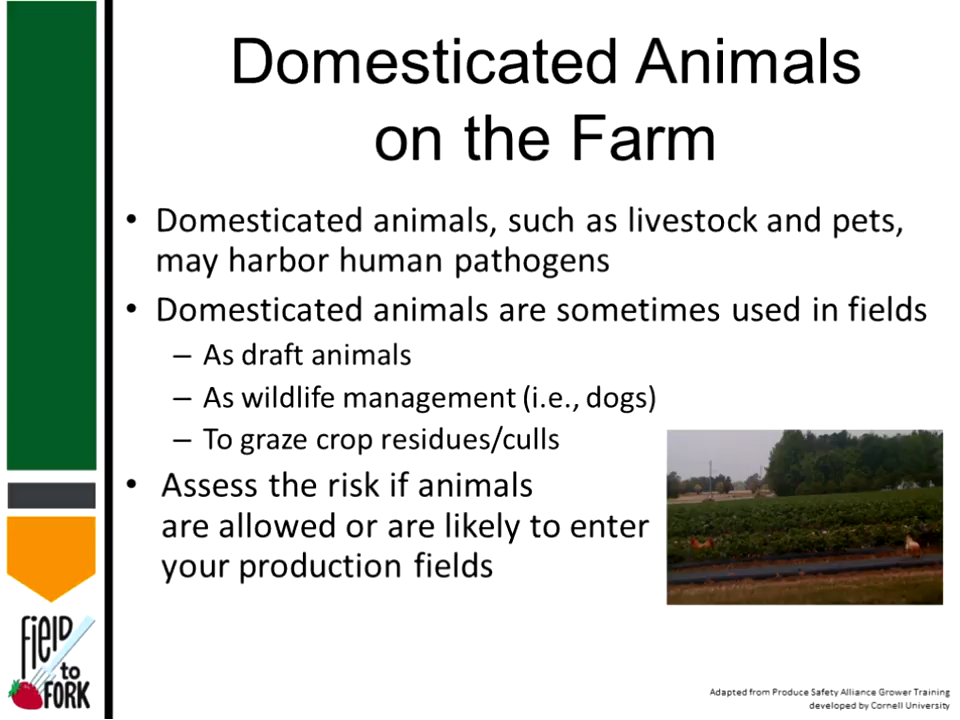 Domesticated Animals
on the Farm
• Domesticated animals, such as livestock and pets,
may harbor human pathogens
• Domesticated animals are sometimes used in fields
– As draft animals
– As wildlife management (i.e., dogs)
– To graze crop residues/culls
• Assess the risk if animals
are allowed or are likely to enter
your production fields
FiElD
to
FORK
Adapted from Produce Safety Alliance Grower Training
developed by Cornell University